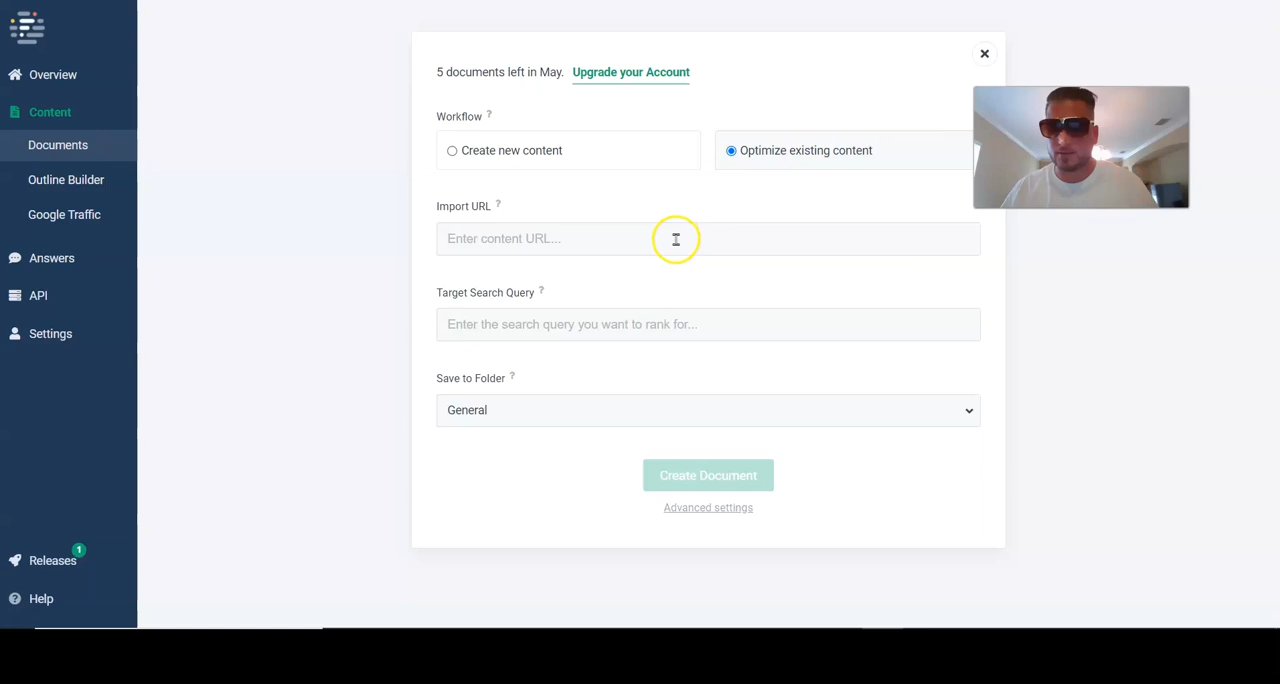 Overview
Content
Documents
Outline Builder
Google Traffic
Answers
API
Settings
Releases 1
Help
5 documents left in May. Upgrade your Account
Workflow ?
Create new content
Optimize existing content
Import URL ?
Enter content URL...
Target Search Query ?
Enter the search query you want to rank for...
Save to Folder ?
General
Create Document
Advanced settings